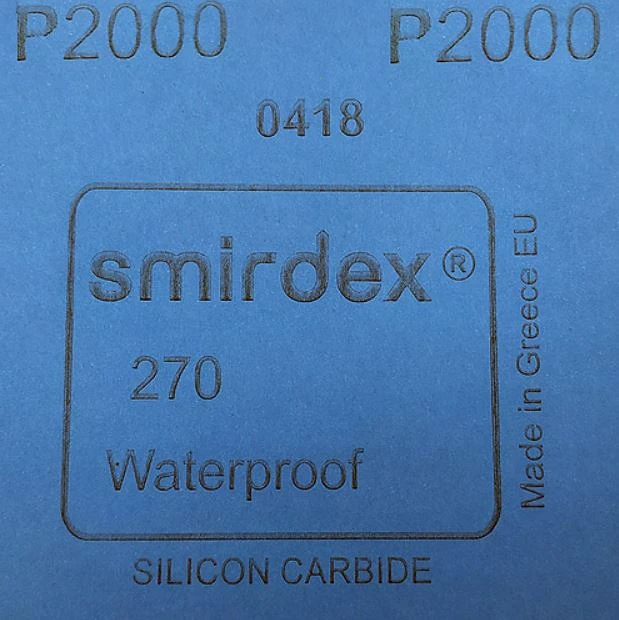 P2000 P2000
0418
smirdex®
270
Waterproof
SILICON CARBIDE
Made in Greece EU